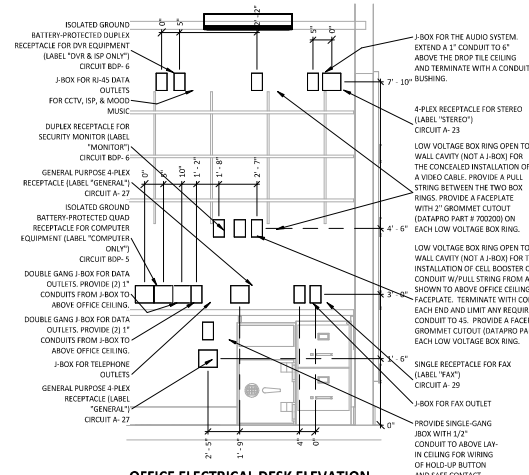 ISOLATED GROUND
BATTERY-PROTECTED DUPLEX
RECEPTACLE FOR DVR EQUIPMENT
(LABEL "DVR & ISP ONLY")
CIRCUIT BDP- 6
J-BOX FOR RJ-45 DATA
OUTLETS
FOR CCTV, ISP, & MOOD
MUSIC
DUPLEX RECEPTACLE FOR
SECURITY MONITOR (LABEL
"MONITOR")
CIRCUIT BDP- 6
GENERAL PURPOSE 4-PLEX
RECEPTACLE (LABEL "GENERAL")
CIRCUIT A- 27
ISOLATED GROUND
BATTERY-PROTECTED QUAD
RECEPTACLE FOR COMPUTER
EQUIPMENT (LABEL "COMPUTER
ONLY")
CIRCUIT BDP- 5
DOUBLE GANG J-BOX FOR DATA
OUTLETS. PROVIDE (2) 1"
CONDUITS FROM J-BOX TO
ABOVE OFFICE CEILING.
DOUBLE GANG J-BOX FOR DATA
OUTLETS. PROVIDE (2) 1"
CONDUITS FROM J-BOX TO
ABOVE OFFICE CEILING.
J-BOX FOR TELEPHONE
OUTLETS
GENERAL PURPOSE 4-PLEX
RECEPTACLE (LABEL
"GENERAL")
CIRCUIT A- 27
0"
5"
2' -2"
5"
0"
0"
10"
1' - 2"
1' - 8"
2' - 7"
2' - 5"
1' - 9"
4"
0"
7' - 10"
4' - 6"
3' - 0"
1' - 6"
0"
J-BOX FOR THE AUDIO SYSTEM.
EXTEND A 1" CONDUIT TO 6"
ABOVE THE DROP TILE CEILING
AND TERMINATE WITH A CONDUIT
BUSHING.
4-PLEX RECEPTACLE FOR STEREO
(LABEL "STEREO")
CIRCUIT A- 23
LOW VOLTAGE BOX RING OPEN TO
WALL CAVITY (NOT A J-BOX) FOR
THE CONCEALED INSTALLATION OF
A VIDEO CABLE. PROVIDE A PULL
STRING BETWEEN THE TWO BOX
RINGS. PROVIDE A FACEPLATE
WITH 2" GROMMET CUTOUT
(DATAPRO PART # 700200) ON
EACH LOW VOLTAGE BOX RING.
LOW VOLTAGE BOX RING OPEN TO
WALL CAVITY (NOT A J-BOX) FOR T
INSTALLATION OF CELL BOOSTER C
CONDUIT W/PULL STRING FROM A
SHOWN TO ABOVE OFFICE CEILING
FACEPLATE. TERMINATE WITH CO
EACH END AND LIMIT ANY REQUIR
CONDUIT TO 45. PROVIDE A FACE
GROMMET CUTOUT (DATAPRO PA
EACH LOW VOLTAGE BOX RING.
SINGLE RECEPTACLE FOR FAX
(LABEL "FAX")
CIRCUIT A- 29
J-BOX FOR FAX OUTLET
PROVIDE SINGLE-GANG
JBOX WITH 1/2"
CONDUIT TO ABOVE LAY-
IN CEILING FOR WIRING
OF HOLD-UP BUTTON
AND SAFE CONTACT
OFFICE ELECTRICAL DESK ELEVATION